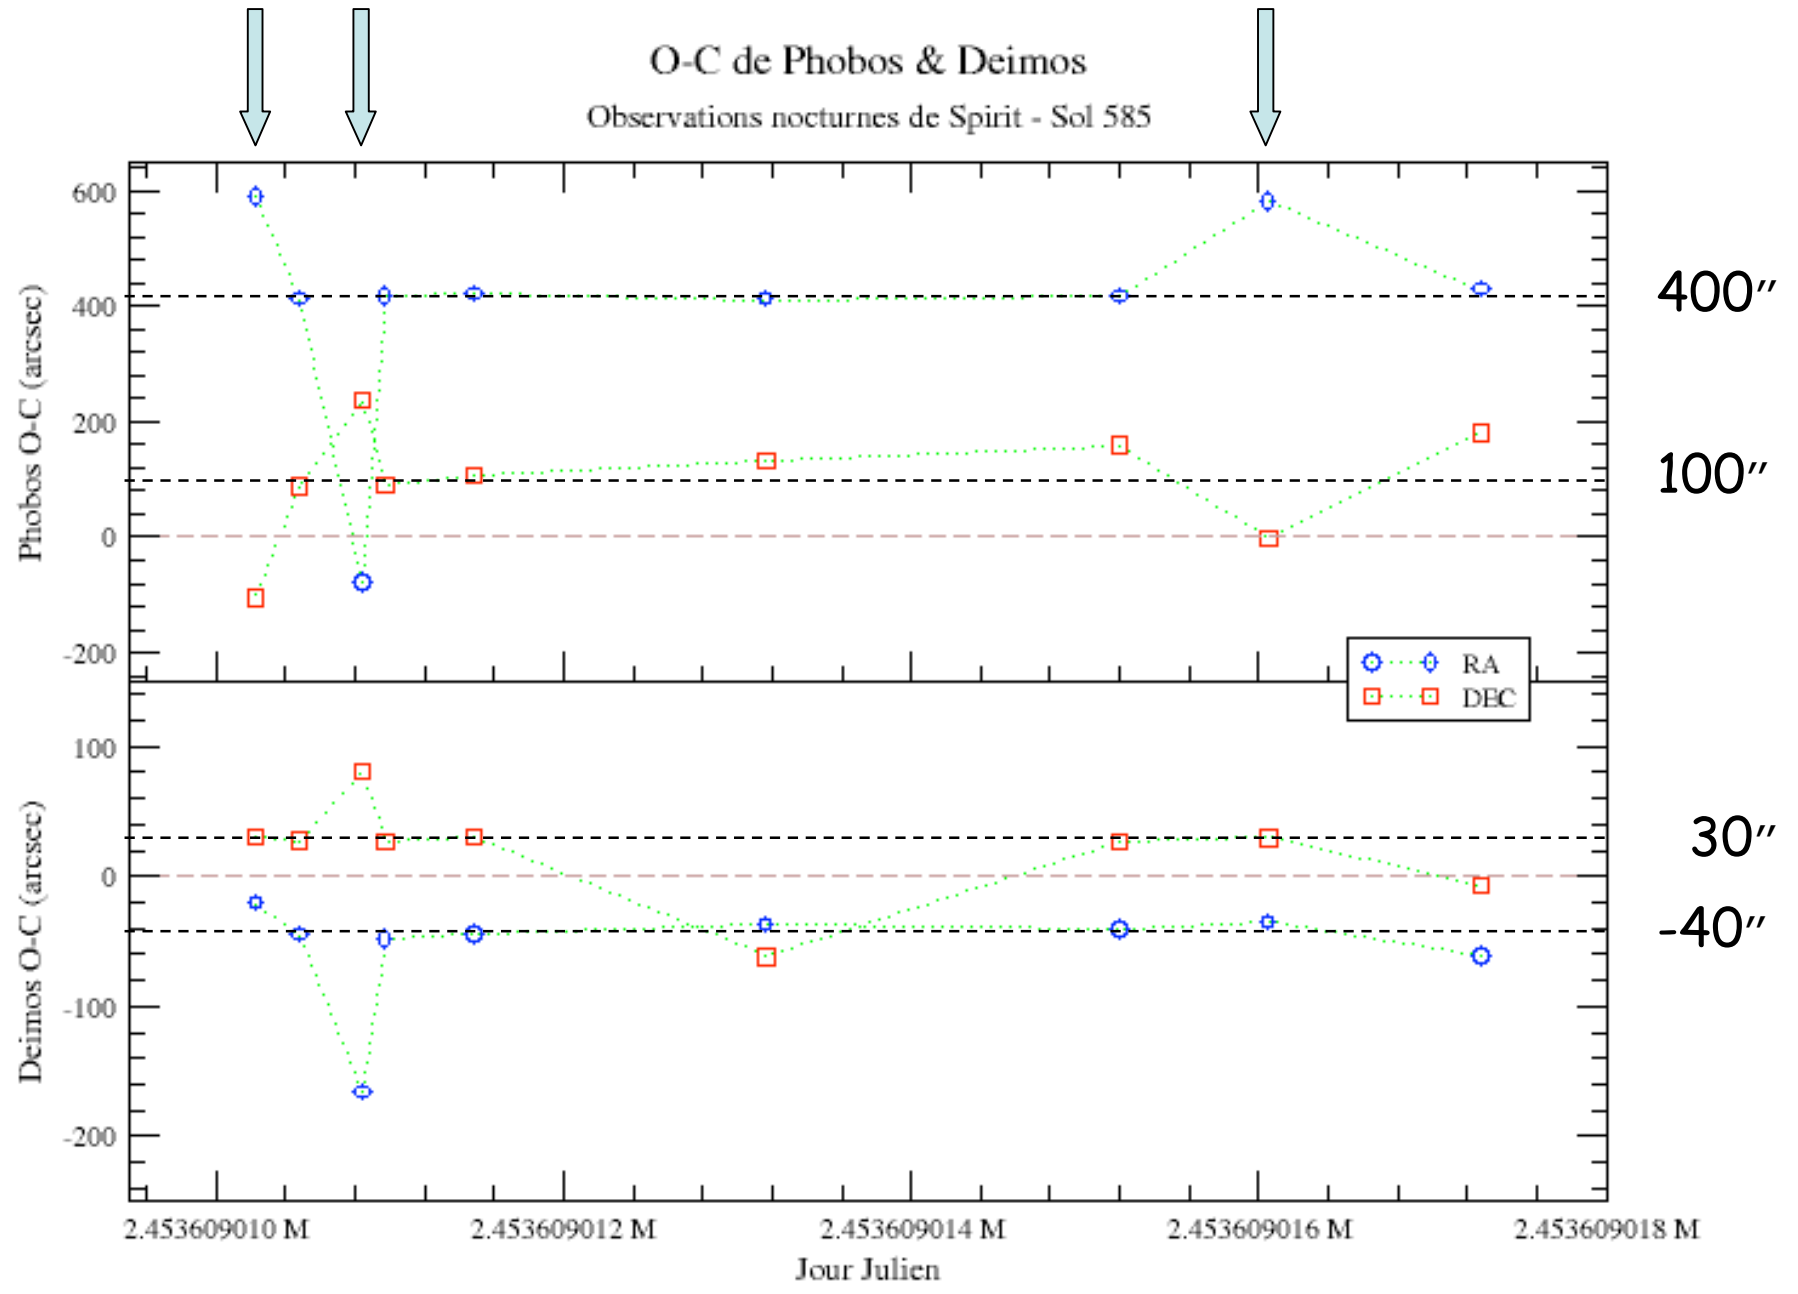 O-C de Phobos & Deimos
Observations nocturnes de Spirit - Sol 585
Phobos O-C (arcsec)
600
400
200
0
-200
400"
100"
RA
DEC
Deimos O-C (arcsec)
100
0
-100
-200
30"
-40"
2.453609010 M 2.453609012 M 2.453609014 M 2.453609016 M 2.453609018 M
Jour Julien